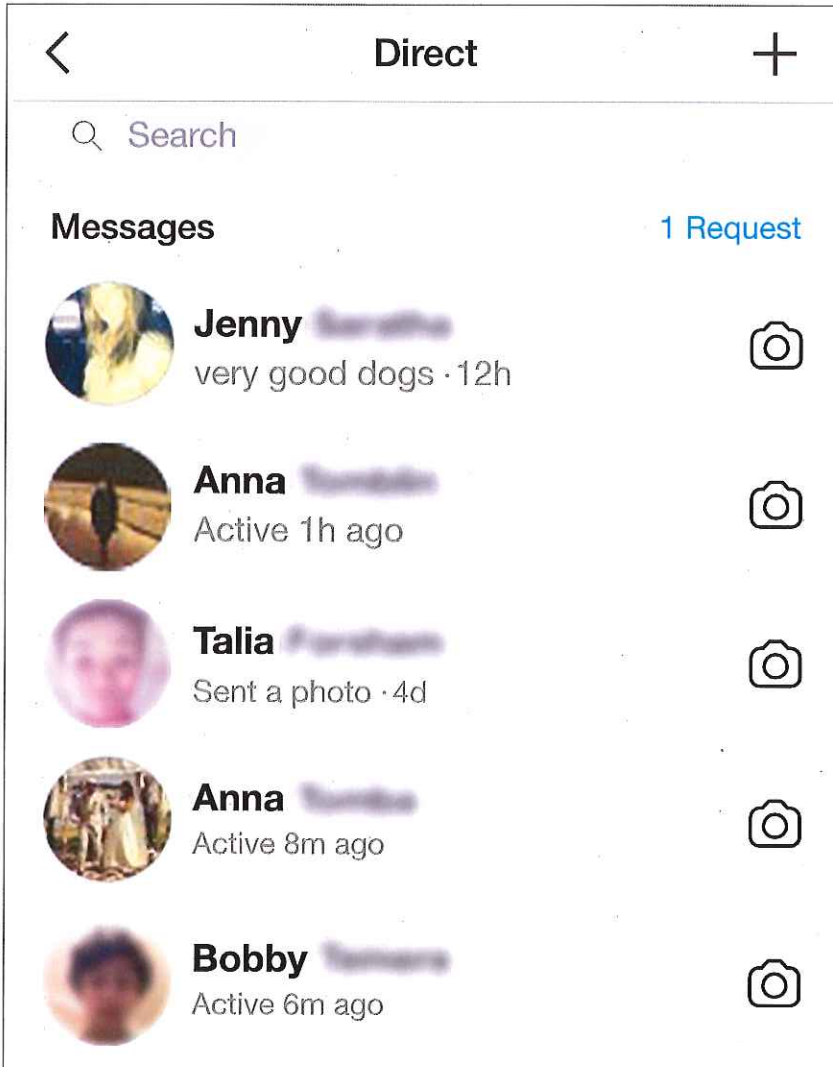 Direct
Search
Messages 1 Request
Jenny
very good dogs · 12h
Anna
Active 1h ago
Talia
Sent a photo · 4d
Anna
Active 8m ago
Bobby
Active 6m ago